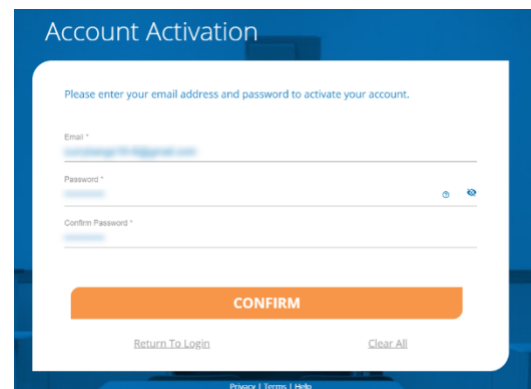 Account Activation
Please enter your email address and password to activate your account.
Email *
Password *
Confirm Password *
CONFIRM
Return To Login Clear All
Privacy | Terms | Help